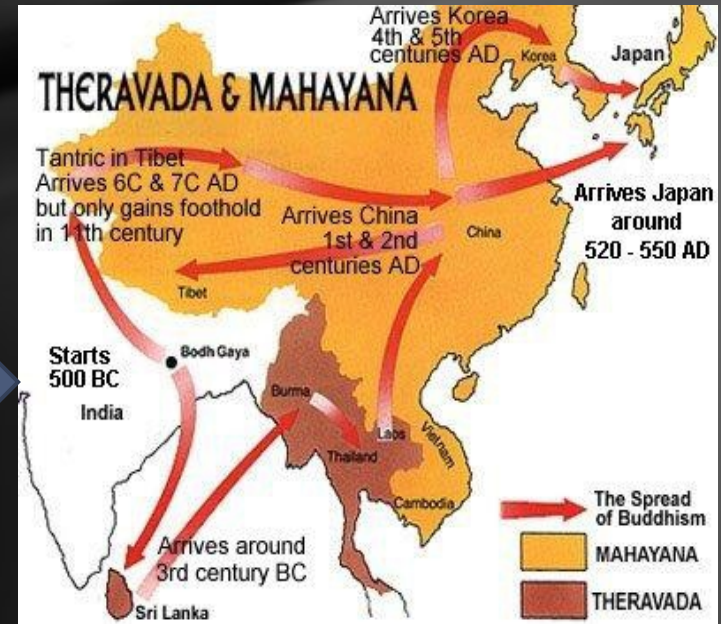 Arrives Korea
4th & 5th
centuries AD
Korea
Japan
THERAVADA & MAHAYANA
Tantric in Tibet
Arrives 6C & 7C AD
but only gains foothold
in 11th century
Arrives China
1st & 2nd
centuries AD
China
Arrives Japan
around
520 - 550 AD
Tibet
Starts
500 BC
Bodh Gaya
India
Burma
Laos
Thailand
Vietnam
Cambodia
Arrives around
3rd century BC
Sri Lanka
The Spread
of Buddhism
MAHAYANA
THERAVADA